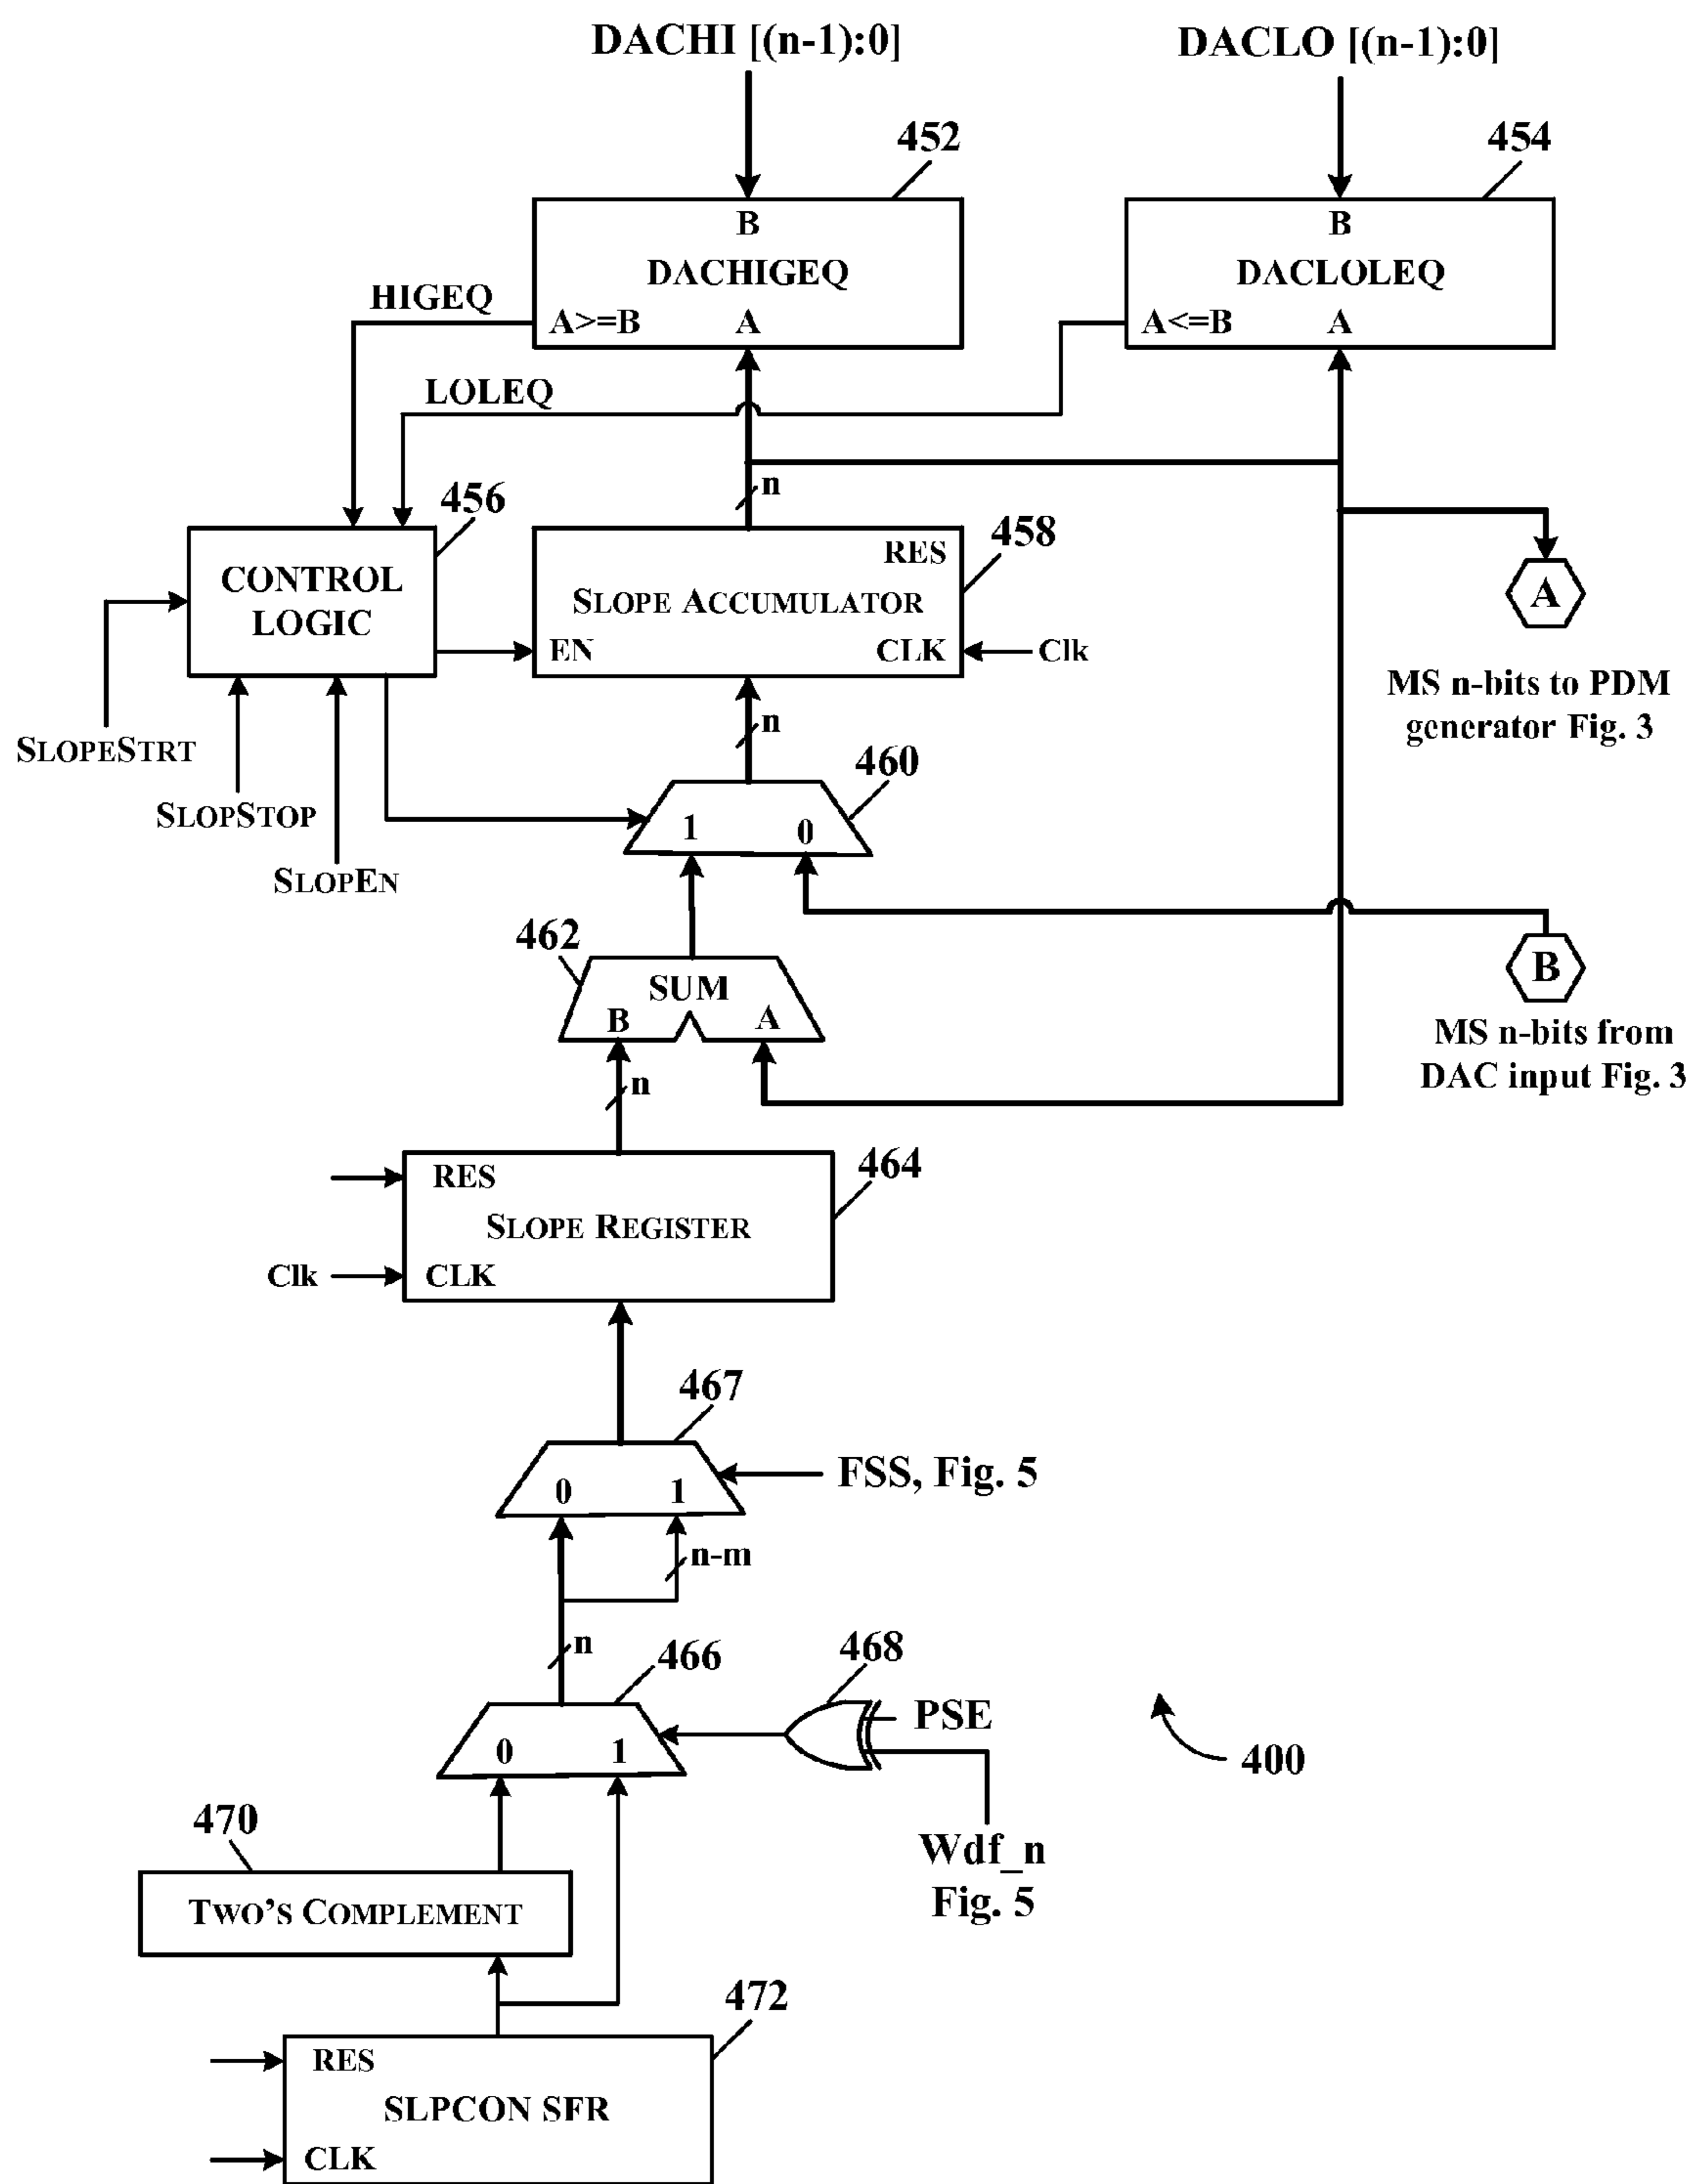 DACHI [(n-1):0]
DACLO [(n-1):0]
452
454
B
DACHIGEQ
A>=B
A
B
DACLOLEQ
A<=B
A
HIGEQ
LOLEQ
456
n
458
CONTROL
LOGIC
RES
SLOPE ACCUMULATOR
EN
CLK
Clk
A
MS n-bits to PDM
generator Fig. 3
SLOPESTRT
SLOPSTOP
SLOPEN
n
460
1
0
462
SUM
B
A
B
MS n-bits from
DAC input Fig. 3
n
464
RES
SLOPE REGISTER
Clk
CLK
467
0
1
FSS, Fig. 5
n-m
n
466
468
PSE
0
1
Wdf_n
Fig. 5
400
470
TWO'S COMPLEMENT
472
RES
SLPCON SFR
CLK